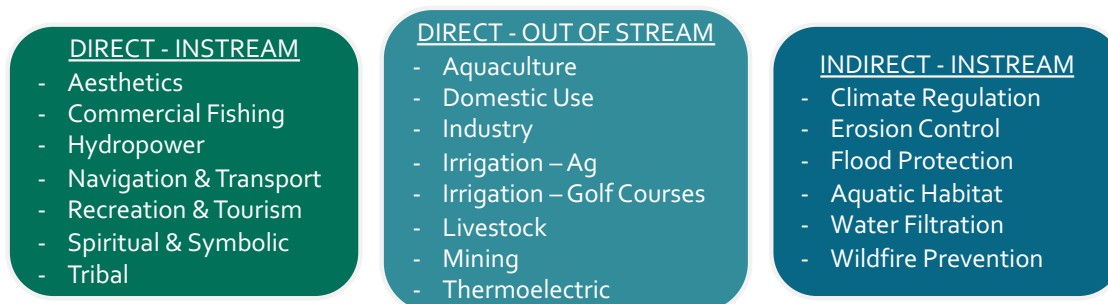 DIRECT - INSTREAM
- Aesthetics
- Commercial Fishing
- Hydropower
- Navigation & Transport
- Recreation & Tourism
- Spiritual & Symbolic
- Tribal
DIRECT - OUT OF STREAM
- Aquaculture
- Domestic Use
- Industry
- Irrigation – Ag
- Irrigation – Golf Courses
- Livestock
- Mining
- Thermoelectric
INDIRECT - INSTREAM
- Climate Regulation
- Erosion Control
- Flood Protection
- Aquatic Habitat
- Water Filtration
- Wildfire Prevention